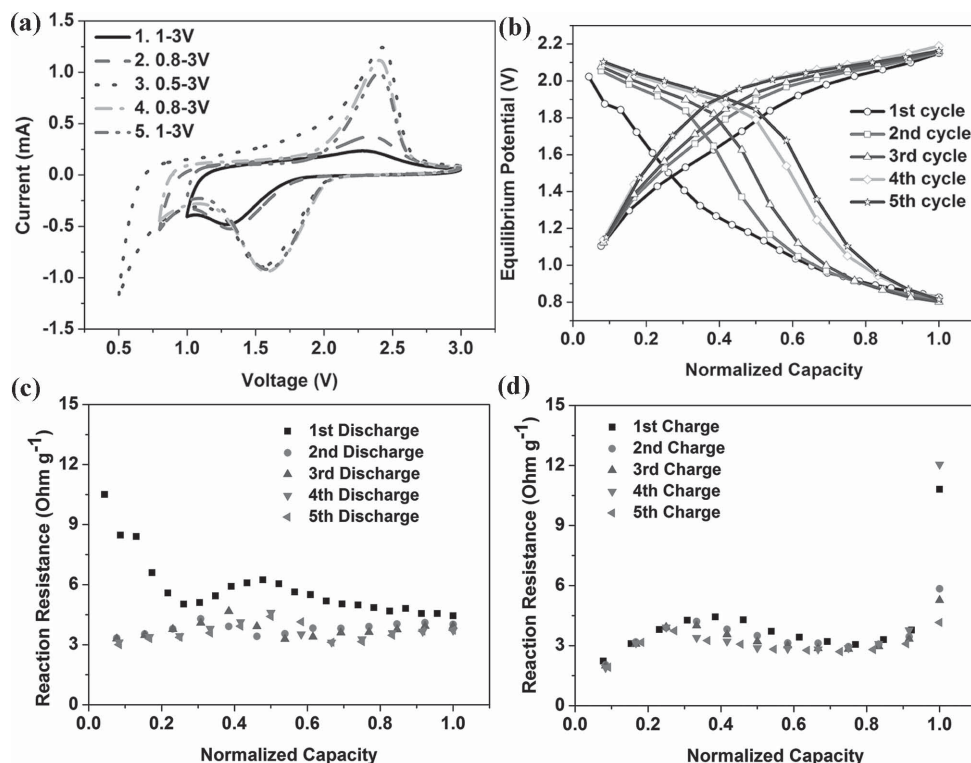 (a)
1. 1-3V
2. 0.8-3V
3. 0.5-3V
4. 0.8-3V
5. 1-3V
Current (mA)
1.5
1.0
0.5
0.0
-0.5
-1.0
-1.5
0.5 1.0 1.5 2.0 2.5 3.0
Voltage (V)
(b)
Equilibrium Potential (V)
2.2
2.0
1.8
1.6
1.4
1.2
1.0
0.8
1st cycle
2nd cycle
3rd cycle
4th cycle
5th cycle
0.0 0.2 0.4 0.6 0.8 1.0
Normalized Capacity
(c)
Reaction Resistance (Ohm g⁻¹)
15
12
9
6
3
0
1st Discharge
2nd Discharge
3rd Discharge
4th Discharge
5th Discharge
0.0 0.2 0.4 0.6 0.8 1.0
Normalized Capacity
(d)
Reaction Resistance (Ohm g⁻¹)
15
12
9
6
3
0
1st Charge
2nd Charge
3rd Charge
4th Charge
5th Charge
0.0 0.2 0.4 0.6 0.8 1.0
Normalized Capacity